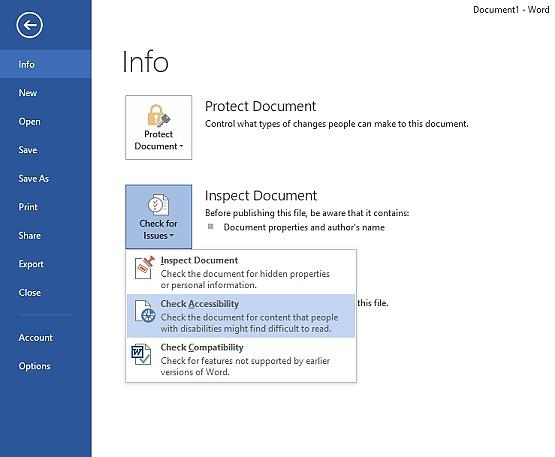 Document1 - Word
Info
New
Open
Save
Save As
Print
Share
Export
Close
Account
Options
Info
Protect
Document
Protect Document
Control what types of changes people can make to this document.
Check for
Issues
Inspect Document
Before publishing this file, be aware that it contains:
Document properties and author's name
Inspect Document
Check the document for hidden properties
or personal information.
Check Accessibility
Check the document for content that people
with disabilities might find difficult to read.
Check Compatibility
Check for features not supported by earlier
versions of Word.
this file.